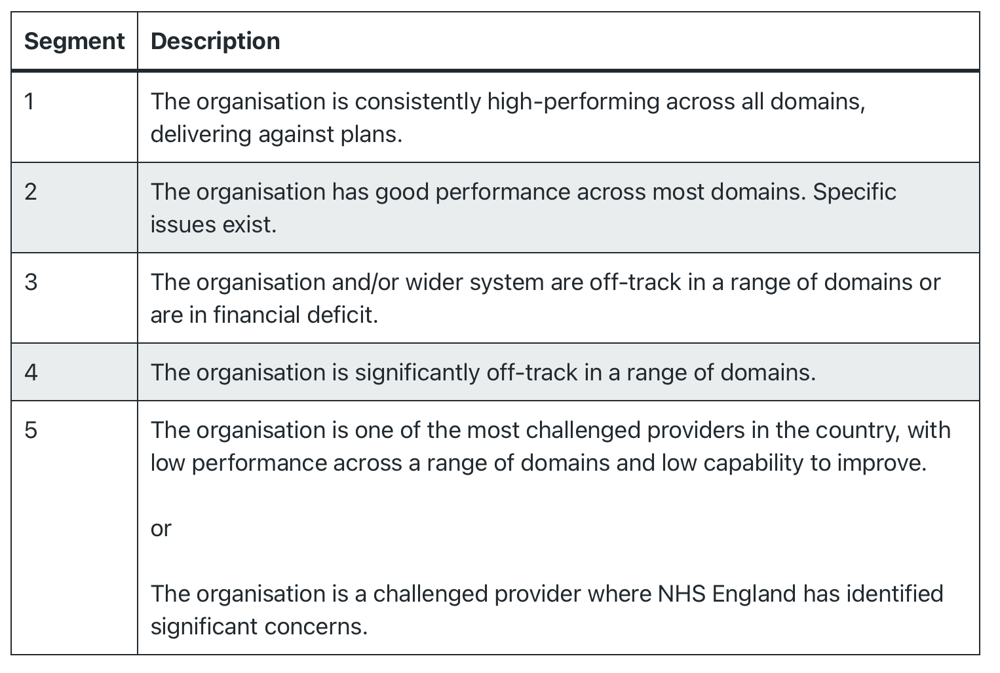 Segment Description
1 The organisation is consistently high-performing across all domains,
delivering against plans.
2 The organisation has good performance across most domains. Specific
issues exist.
3 The organisation and/or wider system are off-track in a range of domains or
are in financial deficit.
4 The organisation is significantly off-track in a range of domains.
5 The organisation is one of the most challenged providers in the country, with
low performance across a range of domains and low capability to improve.
or
The organisation is a challenged provider where NHS England has identified
significant concerns.